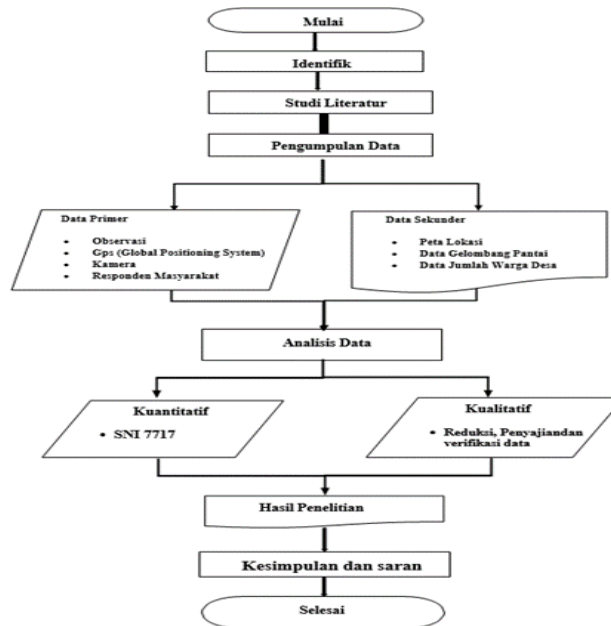 Mulai
Identifik
Studi Literatur
Pengumpulan Data
Data Primer
• Observasi
• Gps (Global Positioning System)
• Kamera
• Responden Masyarakat
Data Sekunder
• Peta Lokasi
• Data Gelombang Pantai
• Data Jumlah Warga Desa
Analisis Data
Kuantitatif
• SNI 7717
Kualitatif
• Reduksi, Penyajiandan
verifikasi data
Hasil Penelitian
Kesimpulan dan saran
Selesai